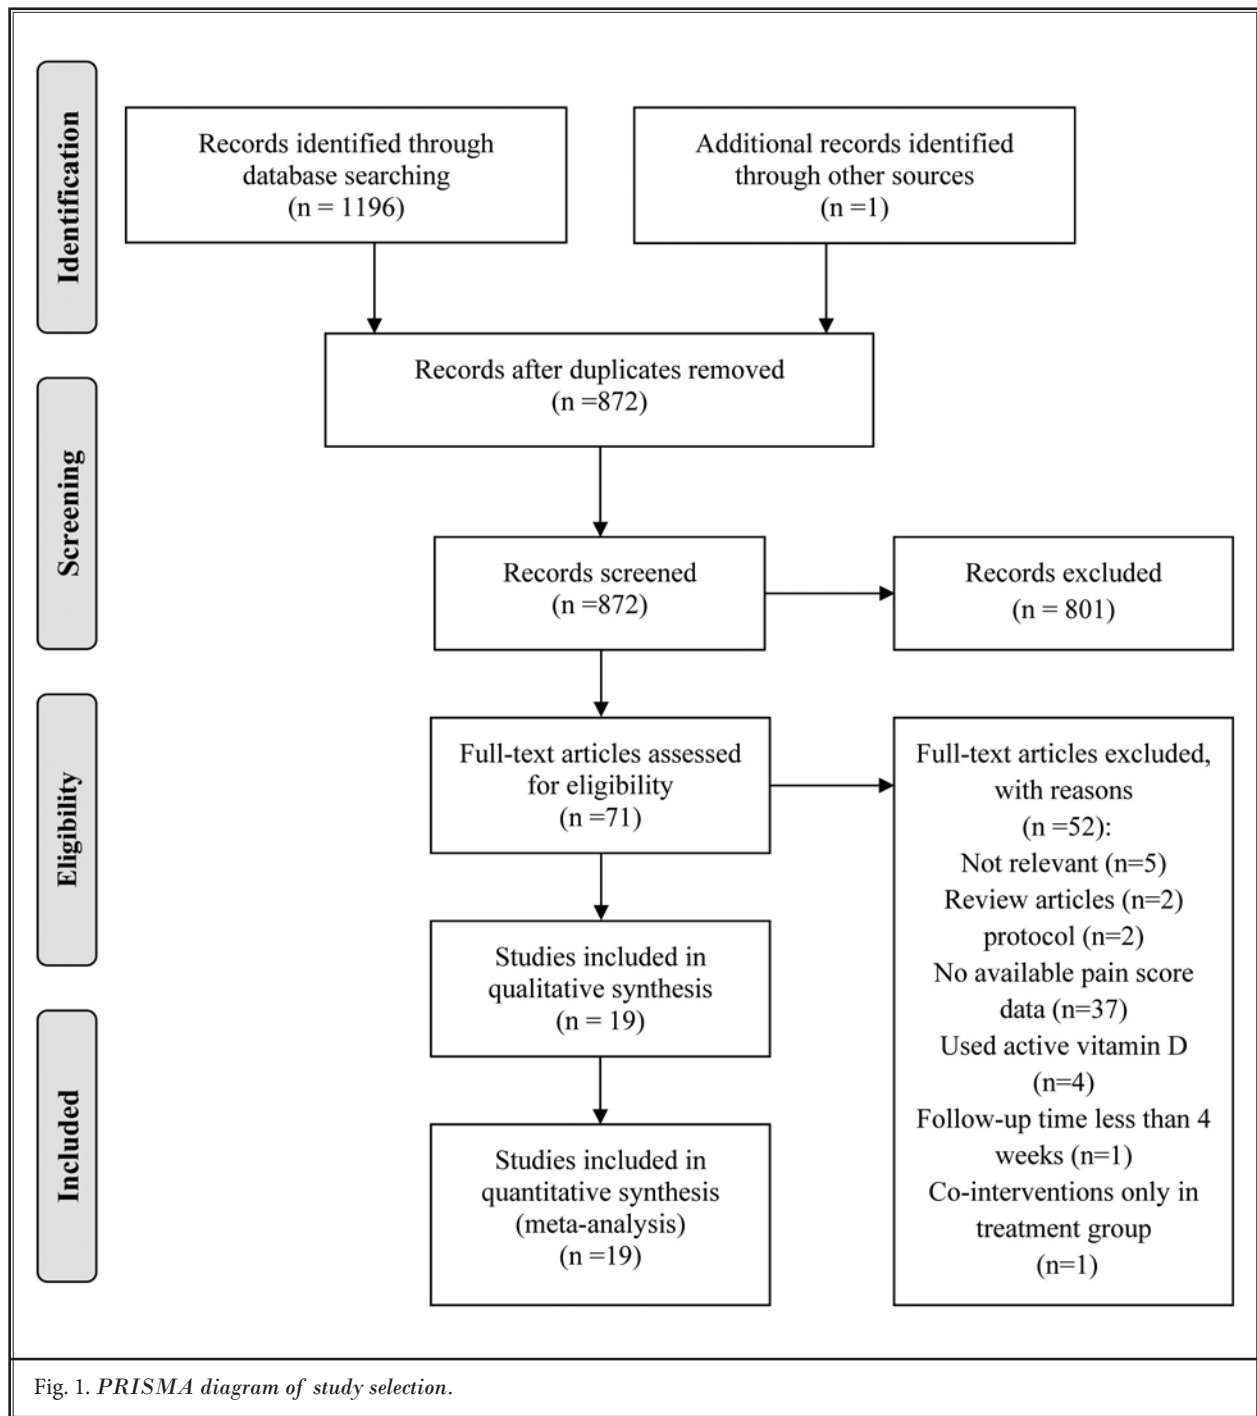 Identification
Records identified through
database searching
(n = 1196)
Additional records identified
through other sources
(n =1)
Records after duplicates removed
(n =872)
Screening
Records screened
(n =872)
Records excluded
(n = 801)
Eligibility
Full-text articles assessed
for eligibility
(n =71)
Full-text articles excluded,
with reasons
(n =52):
Not relevant (n=5)
Review articles (n=2)
protocol (n=2)
No available pain score
data (n=37)
Used active vitamin D
(n=4)
Follow-up time less than 4
weeks (n=1)
Co-interventions only in
treatment group
(n=1)
Studies included in
qualitative synthesis
(n = 19)
Included
Studies included in
quantitative synthesis
(meta-analysis)
(n =19)
Fig. 1. PRISMA diagram of study selection.